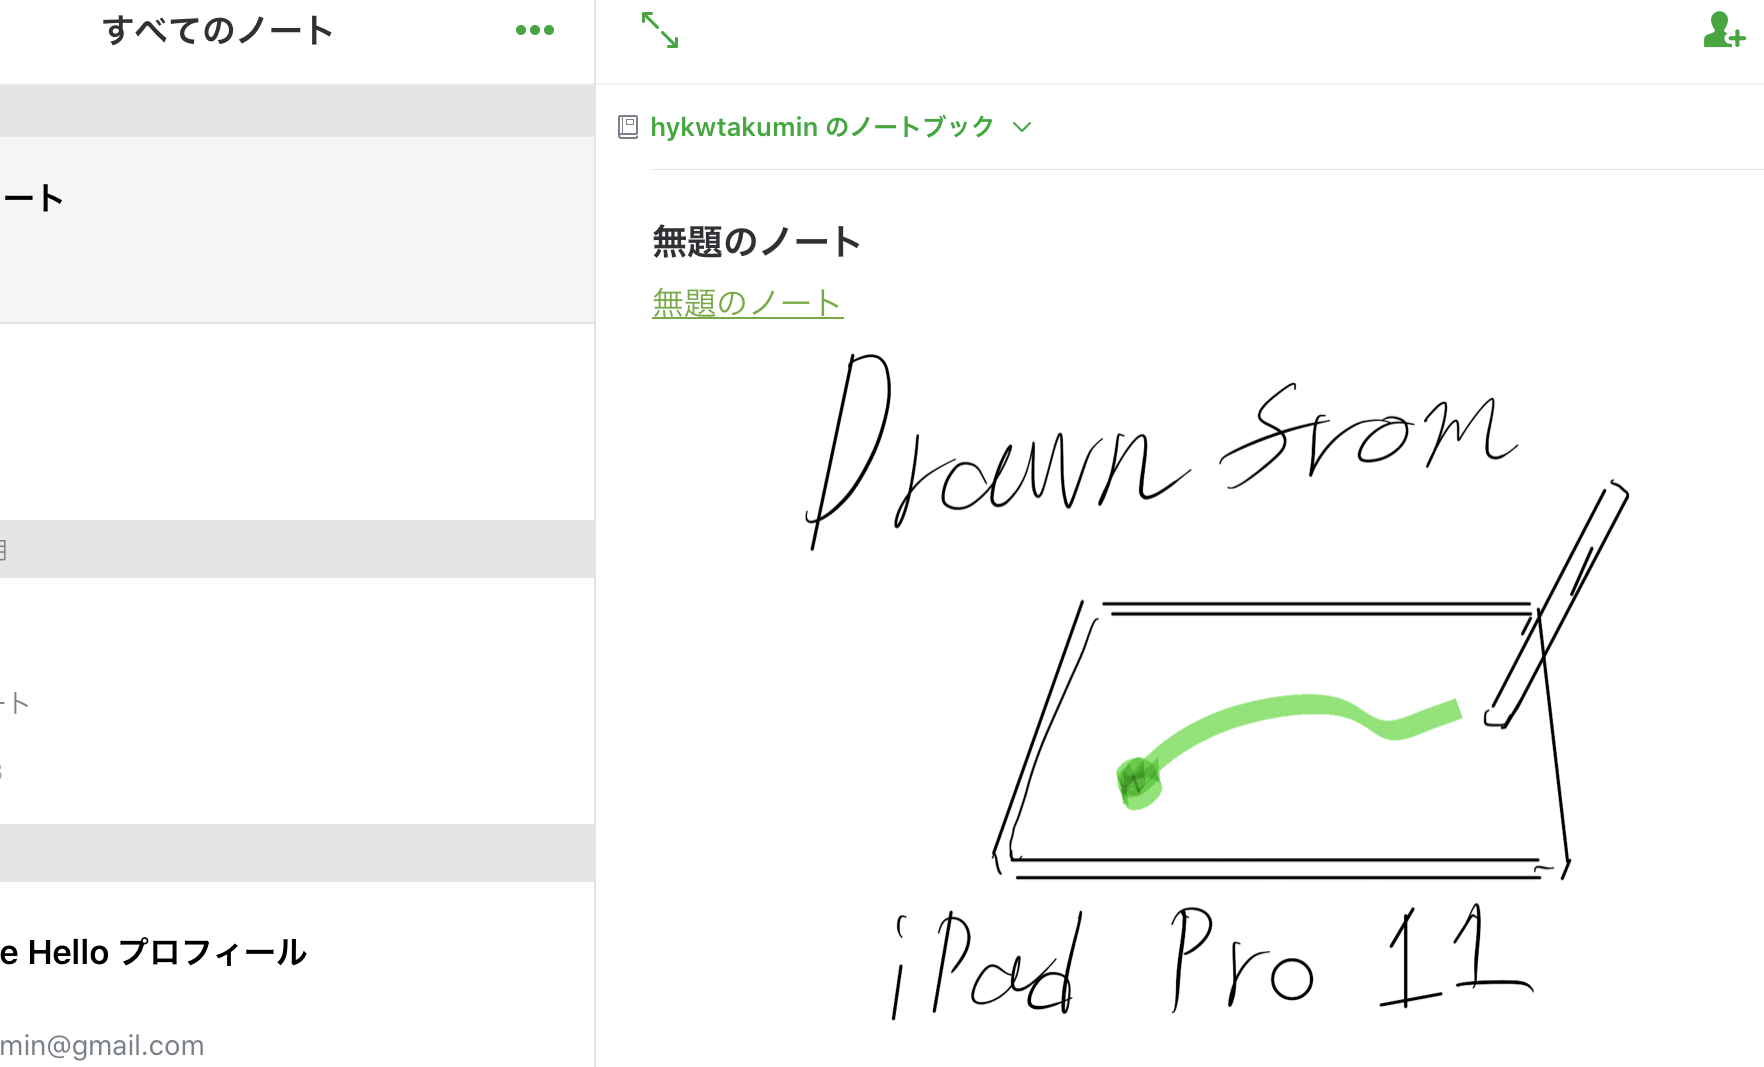 すべてのノート
ート
月
ート
e Hello プロフィール
min@gmail.com
hykwtakumin のノートブック
無題のノート
無題のノート
Drawn from
iPad Pro 11